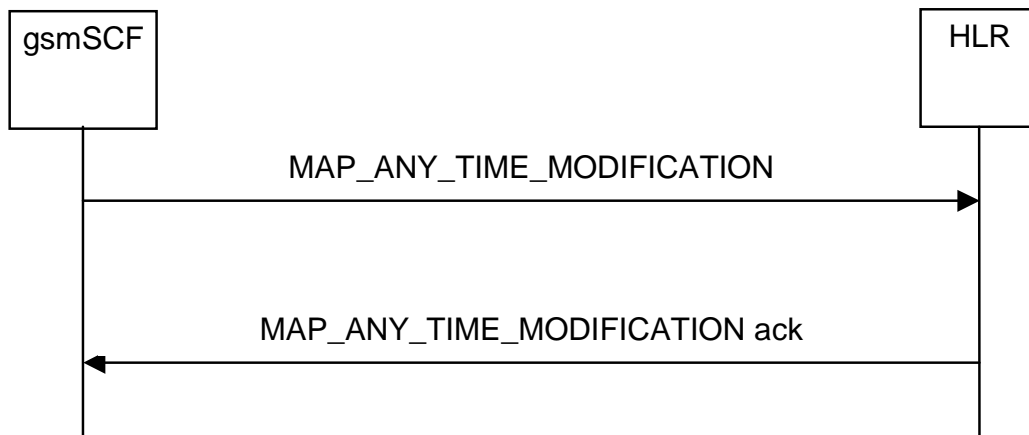 gsmSCF
HLR
MAP_ANY_TIME_MODIFICATION
MAP_ANY_TIME_MODIFICATION ack